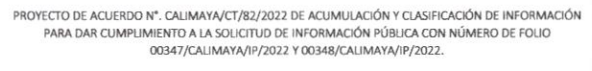 PROYECTO DE ACUERDO N°. CALIMAYA/CT/82/2022 DE ACUMULACIÓN Y CLASIFICACIÓN DE INFORMACIÓN
PARA DAR CUMPLIMIENTO A LA SOLICITUD DE INFORMACIÓN PÚBLICA CON NÚMERO DE FOLIO
00347/CALIMAYA/IP/2022 Y 00348/CALIMAYA/IP/2022.